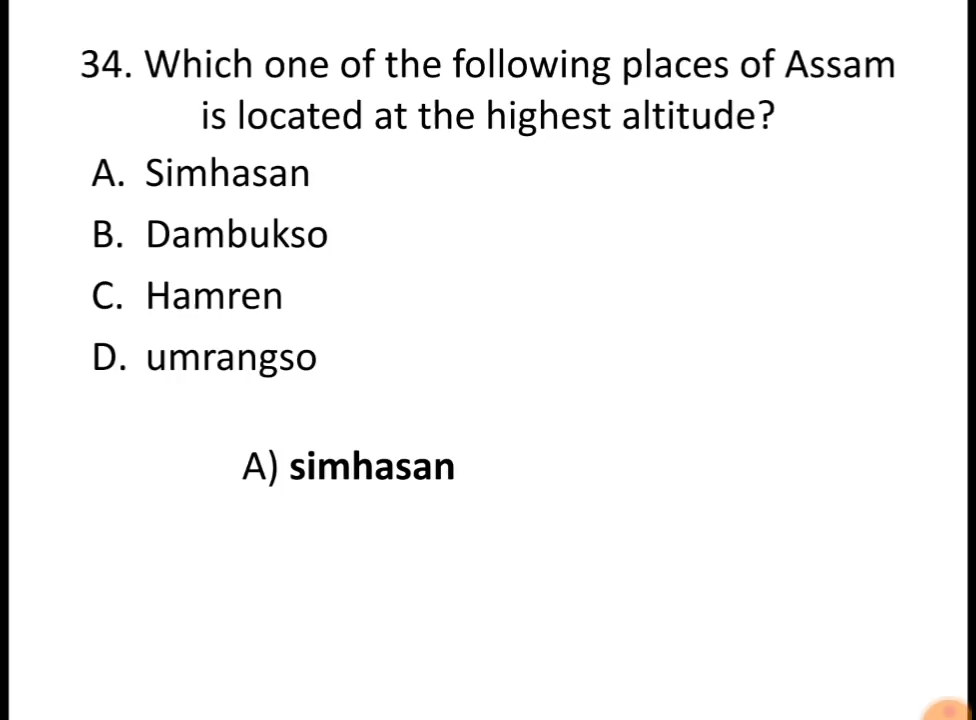 34. Which one of the following places of Assam
is located at the highest altitude?
A. Simhasan
B. Dambukso
C. Hamren
D. umrangso
A) simhasan